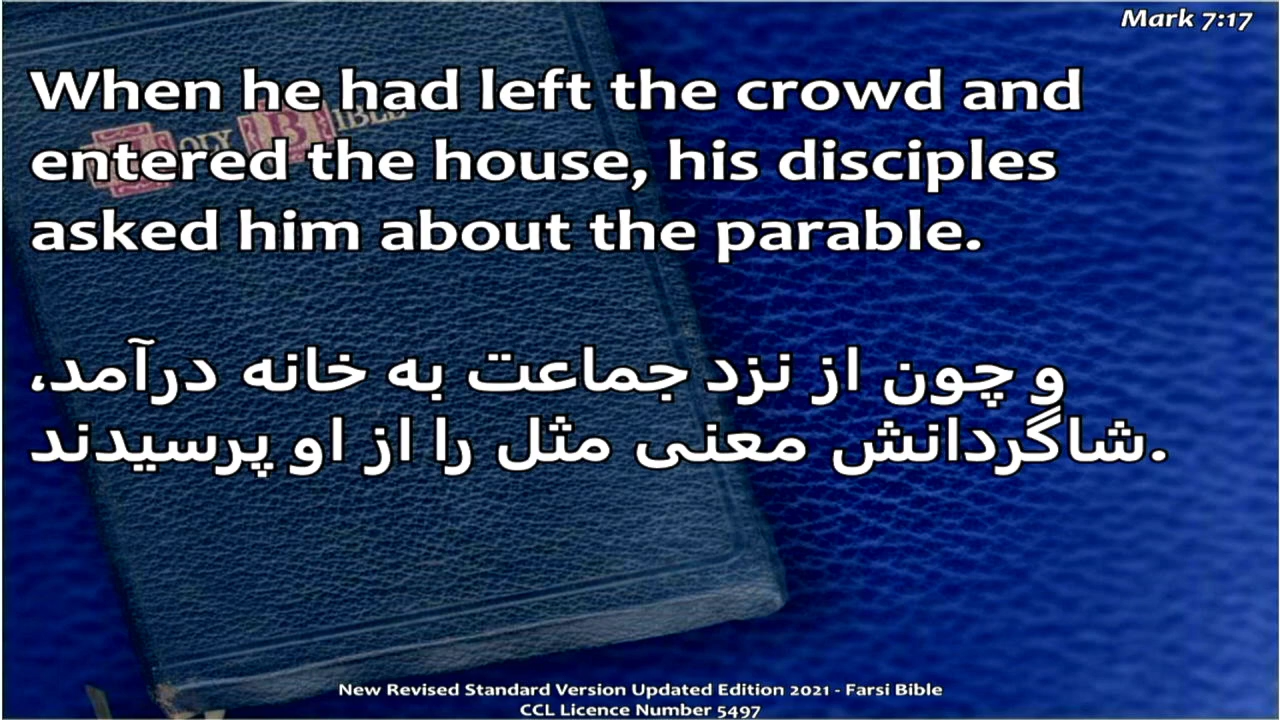 Mark 7:17
When he had left the crowd and
entered the house, his disciples
asked him about the parable.
و چون از نزد جماعت به خانه درآمد،
شاگردانش معنی مثل را از او پرسیدند.
New Revised Standard Version Updated Edition 2021 - Farsi Bible
CCL Licence Number 5497
HOLY BIBLE